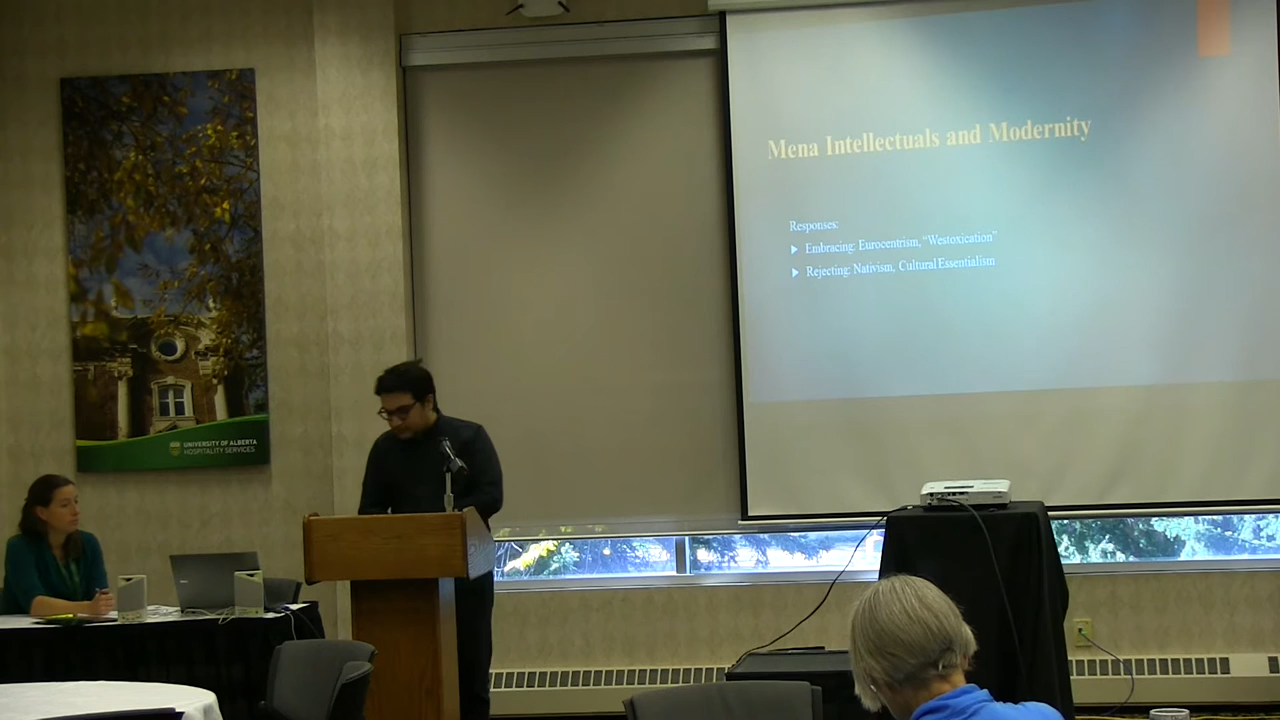 Mena Intellectuals and Modernity
Responses:
Embracing: Eurocentrism, “Westoxication”
Rejecting: Nativism, Cultural Essentialism
UNIVERSITY OF ALBERTA
HOSPITALITY SERVICES